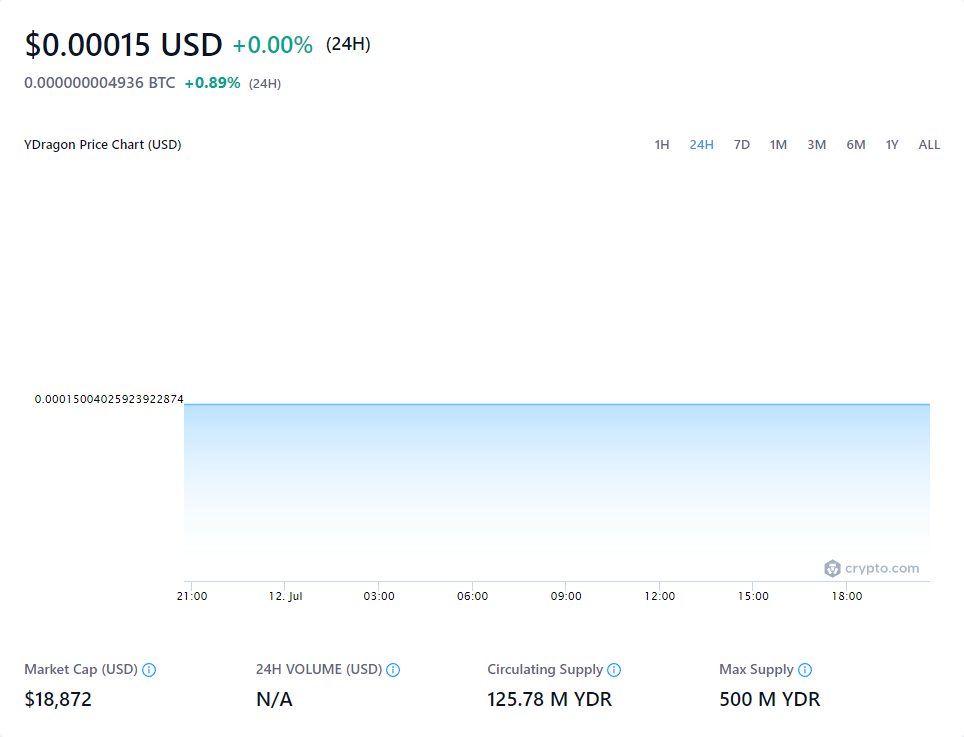 $0.00015 USD +0.00% (24H)
0.000000004936 BTC +0.89% (24H)
YDragon Price Chart (USD) 1H 24H 7D 1M 3M 6M 1Y ALL
0.00015004025923922874
crypto.com
21:00 12. Jul 03:00 06:00 09:00 12:00 15:00 18:00
Market Cap (USD) 24H VOLUME (USD) Circulating Supply Max Supply
$18,872 N/A 125.78 M YDR 500 M YDR